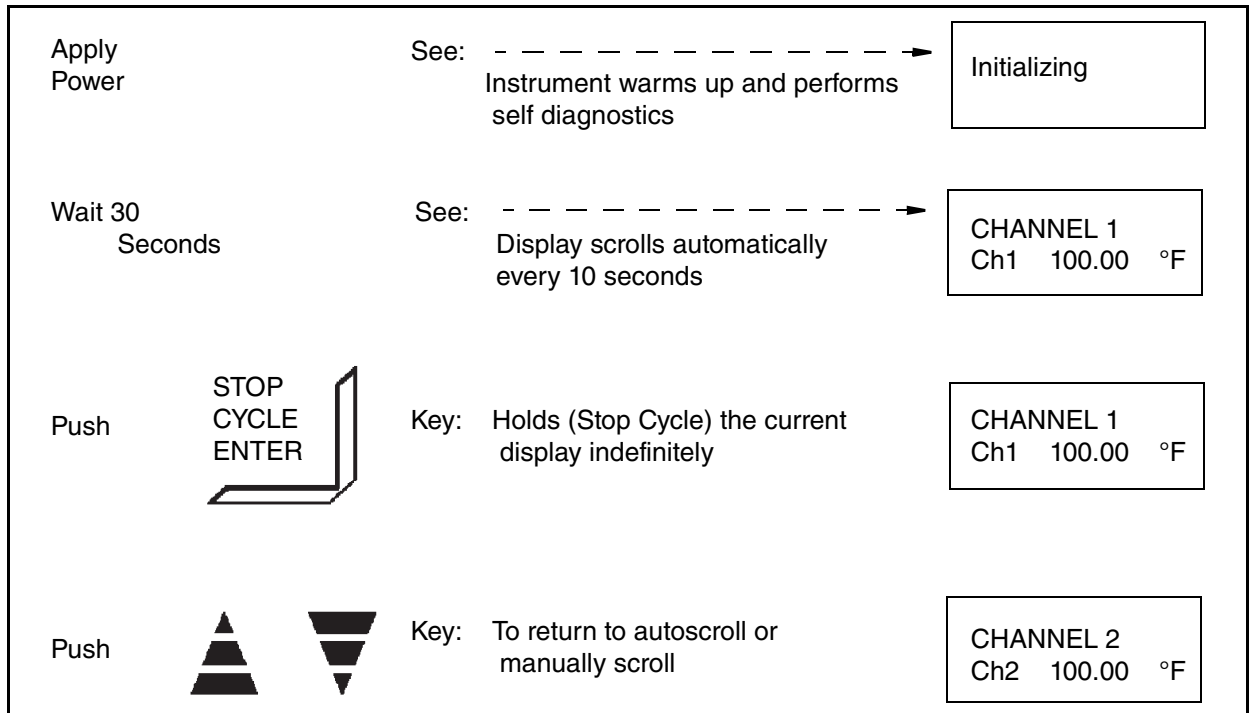 Apply
Power
See:
Instrument warms up and performs
self diagnostics
Initializing
Wait 30
Seconds
See:
Display scrolls automatically
every 10 seconds
CHANNEL 1
Ch1 100.00 °F
Push
STOP
CYCLE
ENTER
Key:
Holds (Stop Cycle) the current
display indefinitely
CHANNEL 1
Ch1 100.00 °F
Push
Key:
To return to autoscroll or
manually scroll
CHANNEL 2
Ch2 100.00 °F